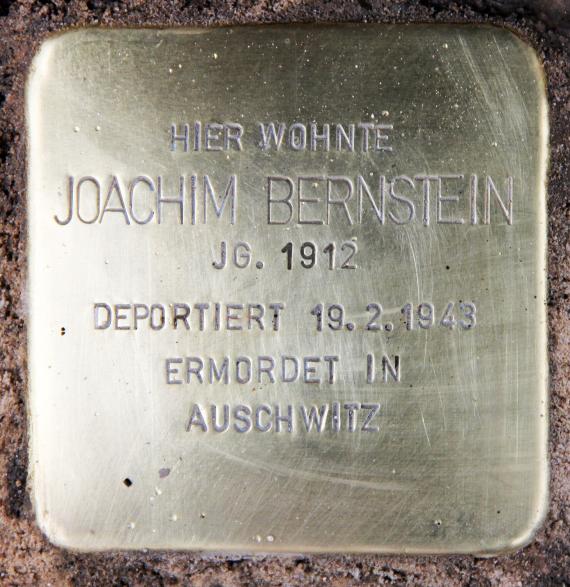 HIER WOHNTE
JOACHIM BERNSTEIN
JG. 1912
DEPORTIERT 19.2.1943
ERMORDET IN
AUSCHWITZ